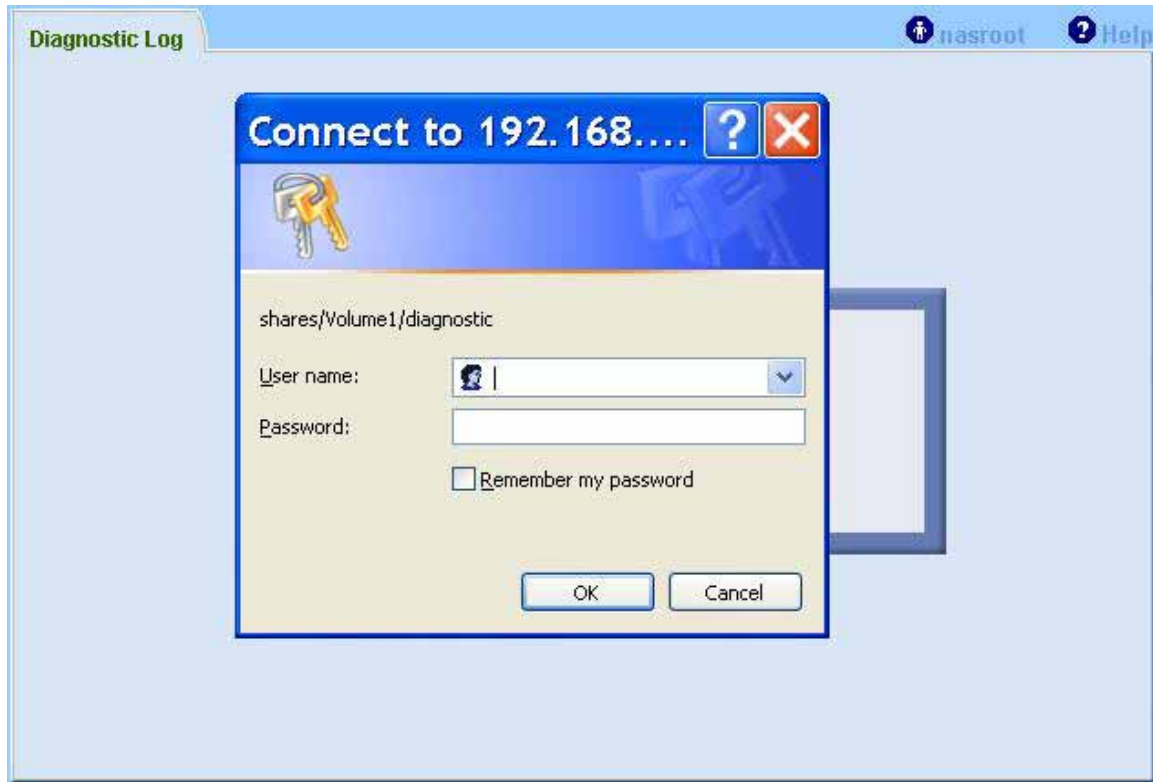 Diagnostic Log
nasroot
Help
Connect to 192.168....
shares/Volume1/diagnostic
User name:
Password:
Remember my password
OK
Cancel